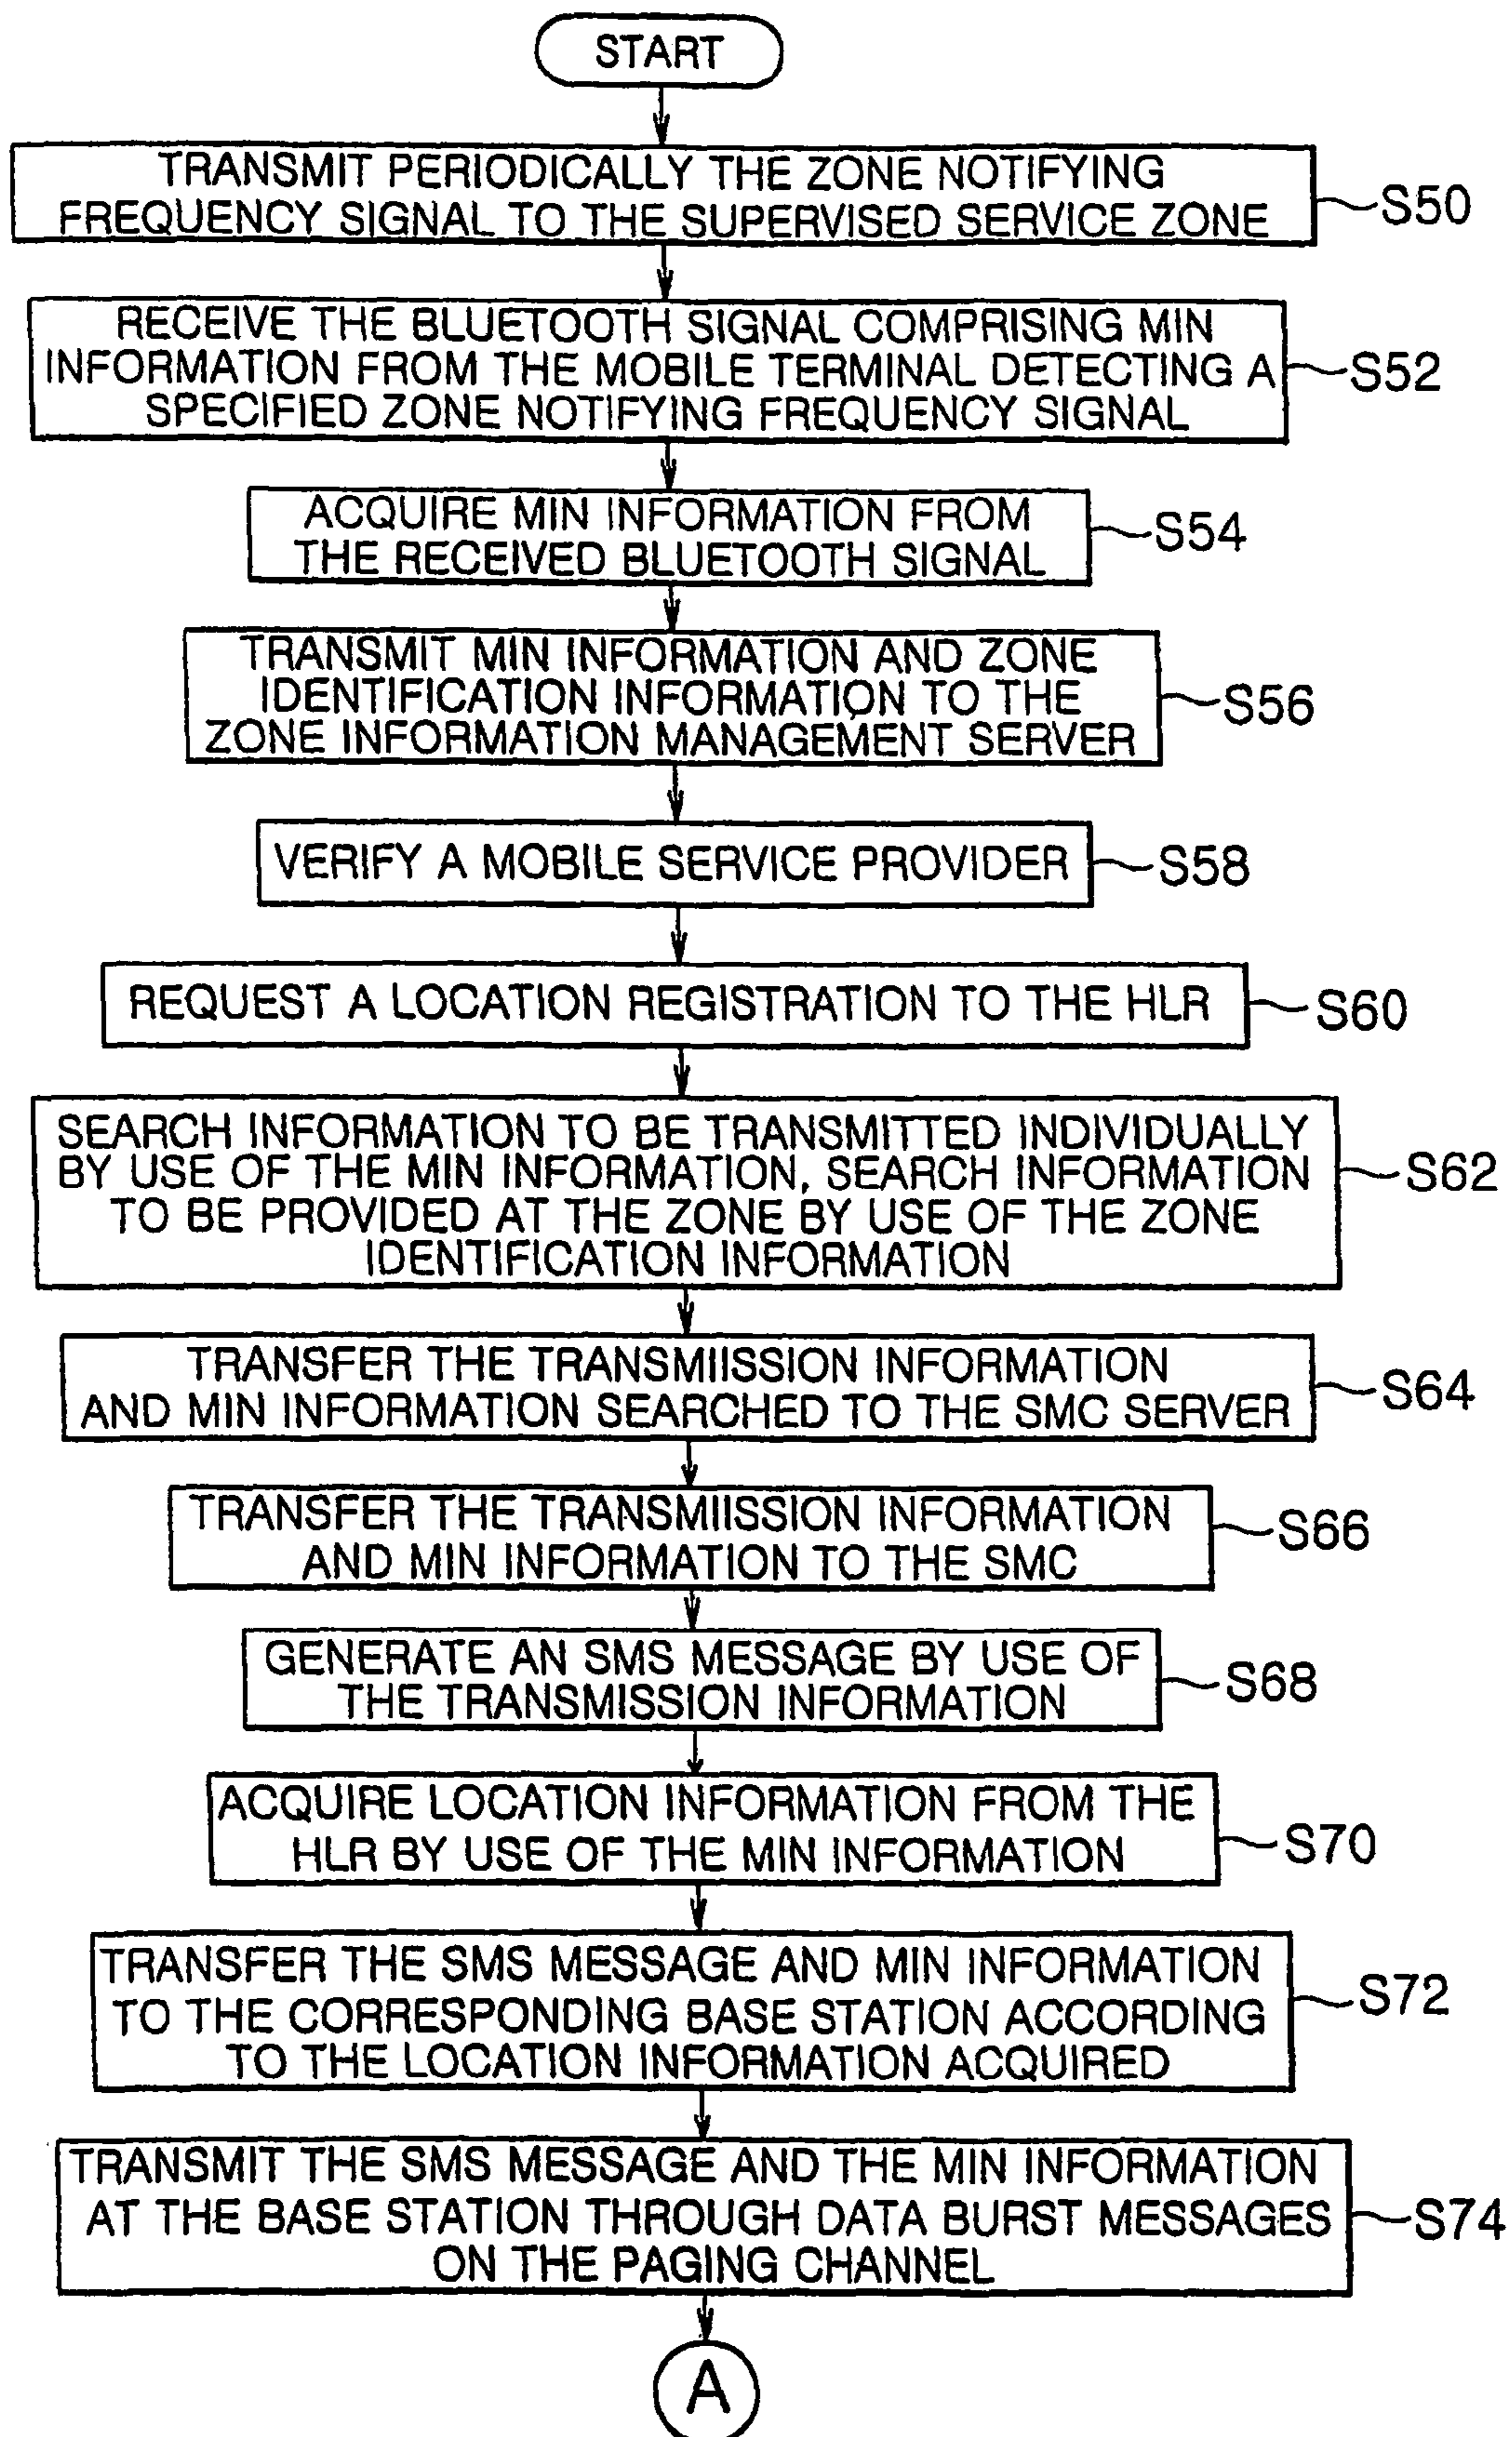 START
TRANSMIT PERIODICALLY THE ZONE NOTIFYING
FREQUENCY SIGNAL TO THE SUPERVISED SERVICE ZONE
S50
RECEIVE THE BLUETOOTH SIGNAL COMPRISING MIN
INFORMATION FROM THE MOBILE TERMINAL DETECTING A
SPECIFIED ZONE NOTIFYING FREQUENCY SIGNAL
S52
ACQUIRE MIN INFORMATION FROM
THE RECEIVED BLUETOOTH SIGNAL
S54
TRANSMIT MIN INFORMATION AND ZONE
IDENTIFICATION INFORMATION TO THE
ZONE INFORMATION MANAGEMENT SERVER
S56
VERIFY A MOBILE SERVICE PROVIDER
S58
REQUEST A LOCATION REGISTRATION TO THE HLR
S60
SEARCH INFORMATION TO BE TRANSMITTED INDIVIDUALLY
BY USE OF THE MIN INFORMATION, SEARCH INFORMATION
TO BE PROVIDED AT THE ZONE BY USE OF THE ZONE
IDENTIFICATION INFORMATION
S62
TRANSFER THE TRANSMIISSION INFORMATION
AND MIN INFORMATION SEARCHED TO THE SMC SERVER
S64
TRANSFER THE TRANSMIISSION INFORMATION
AND MIN INFORMATION TO THE SMC
S66
GENERATE AN SMS MESSAGE BY USE OF
THE TRANSMISSION INFORMATION
S68
ACQUIRE LOCATION INFORMATION FROM THE
HLR BY USE OF THE MIN INFORMATION
S70
TRANSFER THE SMS MESSAGE AND MIN INFORMATION
TO THE CORRESPONDING BASE STATION ACCORDING
TO THE LOCATION INFORMATION ACQUIRED
S72
TRANSMIT THE SMS MESSAGE AND THE MIN INFORMATION
AT THE BASE STATION THROUGH DATA BURST MESSAGES
ON THE PAGING CHANNEL
S74
A